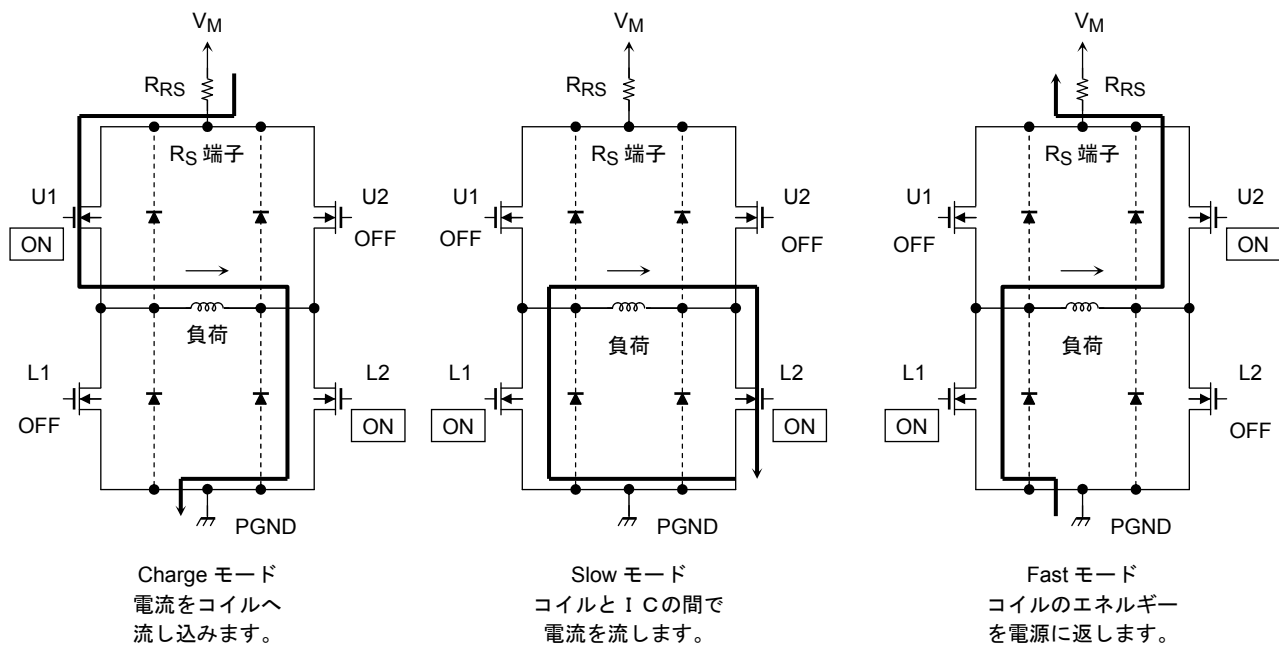 VM
RRS
RS 端子
U1
ON
U2
OFF
負荷
L1
OFF
L2
ON
PGND
Charge モード
電流をコイルへ
流し込みます。
VM
RRS
RS 端子
U1
OFF
U2
OFF
負荷
L1
ON
L2
ON
PGND
Slow モード
コイルとＩＣの間で
電流を流します。
VM
RRS
RS 端子
U1
OFF
U2
ON
負荷
L1
ON
L2
OFF
PGND
Fast モード
コイルのエネルギー
を電源に返します。